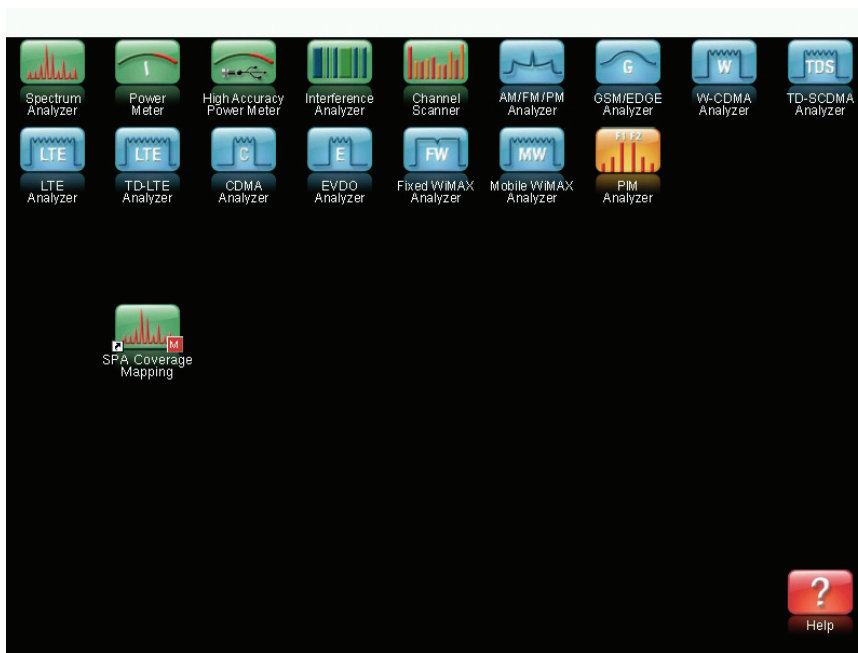 Spectrum
Analyzer
Power
Meter
High Accuracy
Power Meter
Interference
Analyzer
Channel
Scanner
AM/FM/PM
Analyzer
G
GSM/EDGE
Analyzer
W
W-CDMA
Analyzer
TDS
TD-SCDMA
Analyzer
LTE
LTE
Analyzer
LTE
TD-LTE
Analyzer
C
CDMA
Analyzer
E
EVDO
Analyzer
FW
Fixed WiMAX
Analyzer
MW
Mobile WiMAX
Analyzer
F1 F2
PIM
Analyzer
M
SPA Coverage
Mapping
?
Help